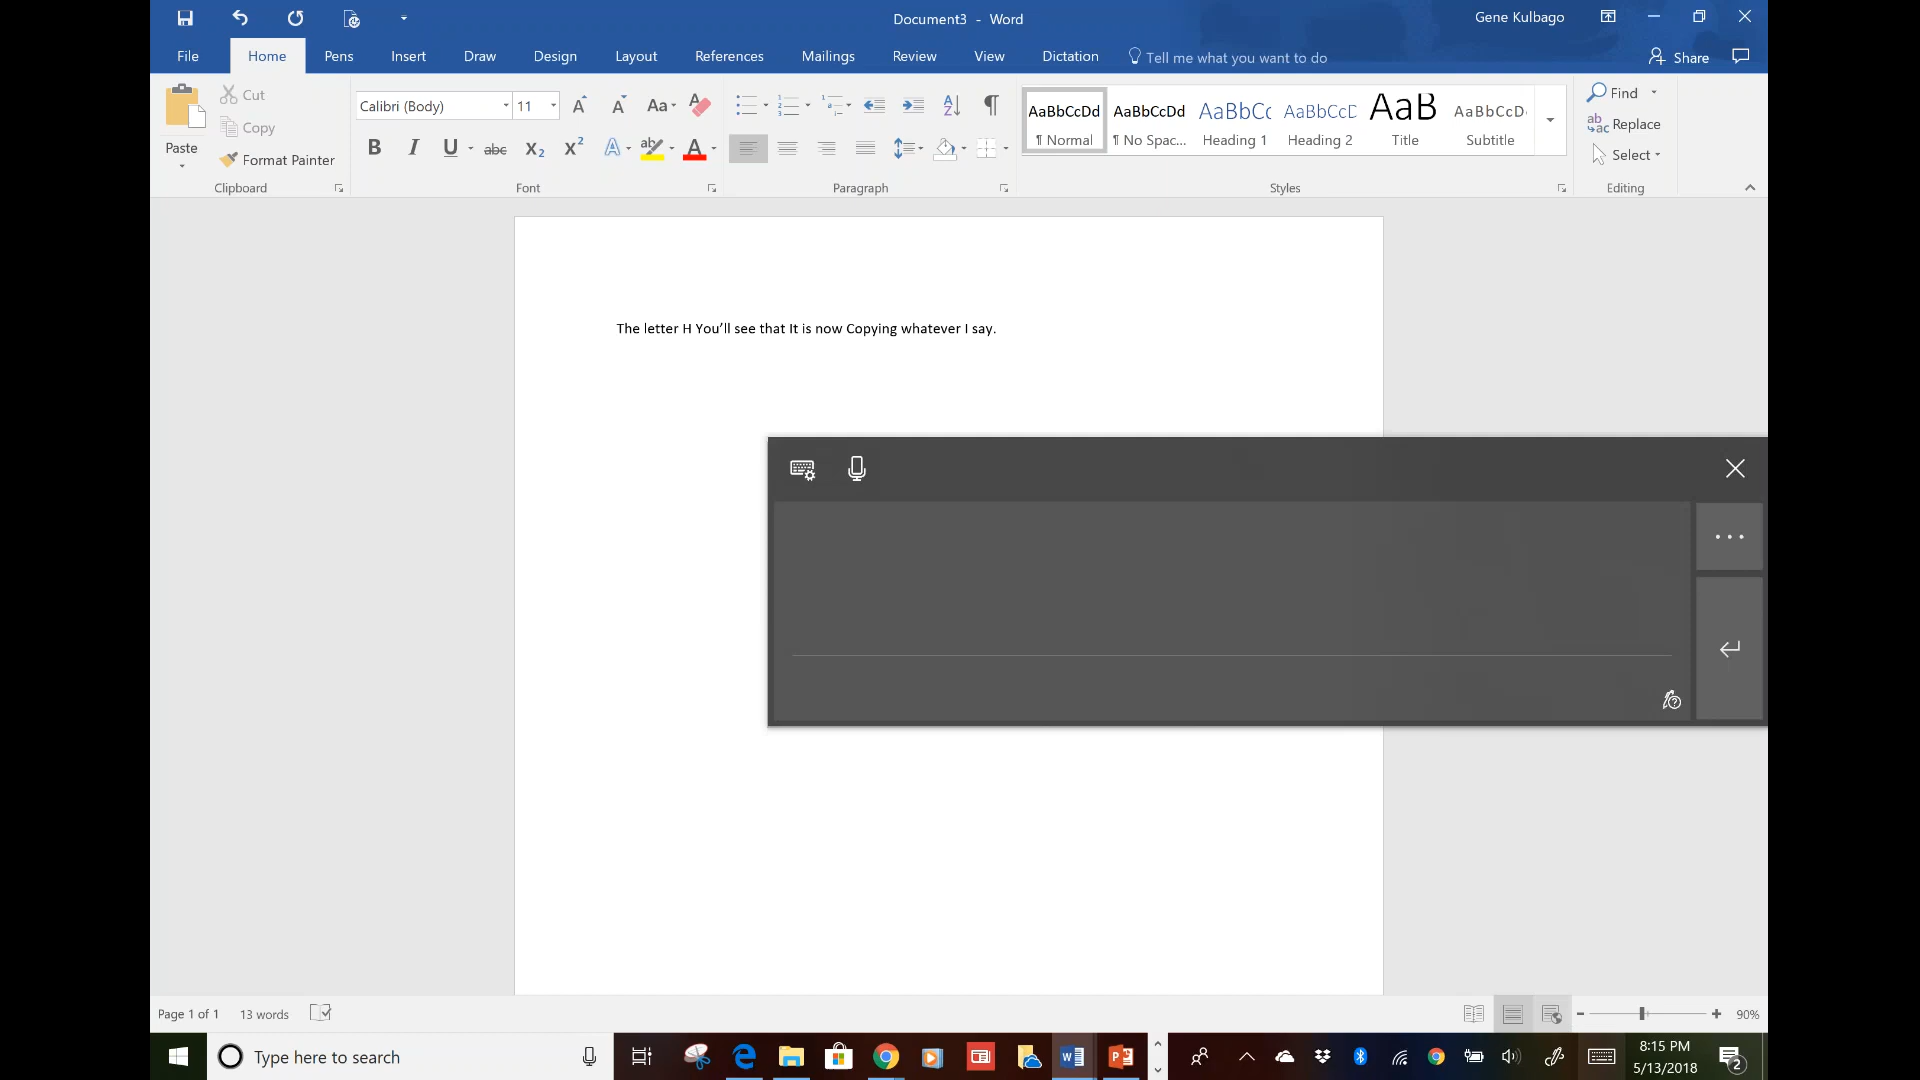 Document3 - Word
Gene Kulbago
File Home Pens Insert Draw Design Layout References Mailings Review View Dictation Tell me what you want to do Share
Paste
Cut
Copy
Format Painter
Clipboard
Calibri (Body) 11
Font
Paragraph
AaBbCcDd AaBbCcDd AaBbCc AaBbCcD AaB AaBbCcD
¶ Normal ¶ No Spac... Heading 1 Heading 2 Title Subtitle
Styles
Find
Replace
Select
Editing
The letter H You’ll see that It is now Copying whatever I say.
Page 1 of 1 13 words 90%
Type here to search
8:15 PM
5/13/2018
2